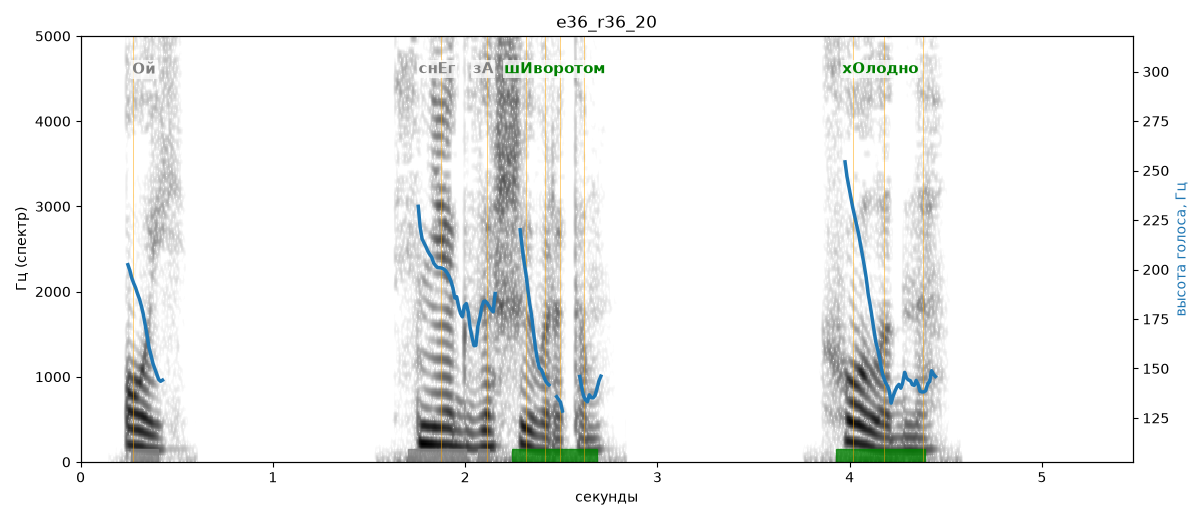 e36_r36_20
5000
4000
3000
2000
1000
0
Гц (спектр)
Ой
снЕг
зА
шИворотом
хОлодно
300
275
250
225
200
175
150
125
высота голоса, Гц
0
1
2
3
4
5
секунды